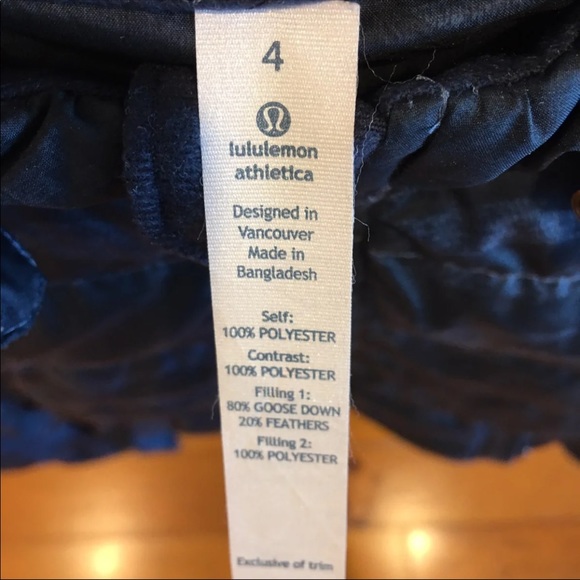 4
lululemon
athletica
Designed in
Vancouver
Made in
Bangladesh
Self:
100% POLYESTER
Contrast:
100% POLYESTER
Filling 1:
80% GOOSE DOWN
20% FEATHERS
Filling 2:
100% POLYESTER
Exclusive of trim